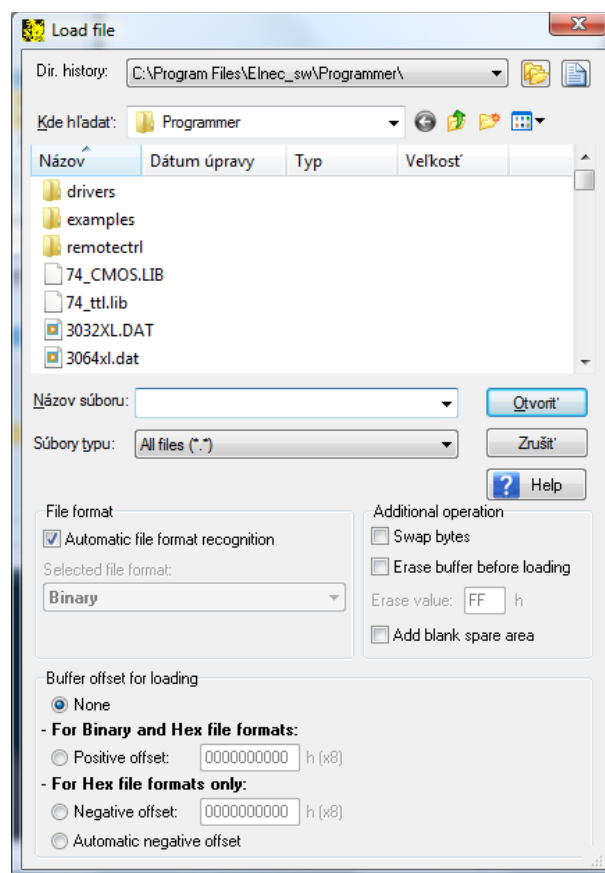 Load file
Dir. history: C:\Program Files\Elnec_sw\Programmer\
Kde hľadať: Programmer
Názov Dátum úpravy Typ Veľkosť
drivers
examples
remotectrl
74_CMOS.LIB
74_ttl.lib
3032XL.DAT
3064xl.dat
Názov súboru: Otvoriť
Súbory typu: All files (*.*) Zrušiť
? Help
File format Additional operation
Automatic file format recognition Swap bytes
Selected file format: Erase buffer before loading
Binary Erase value: FF h
Add blank spare area
Buffer offset for loading
None
- For Binary and Hex file formats:
Positive offset: 0000000000 h (x8)
- For Hex file formats only:
Negative offset: 0000000000 h (x8)
Automatic negative offset